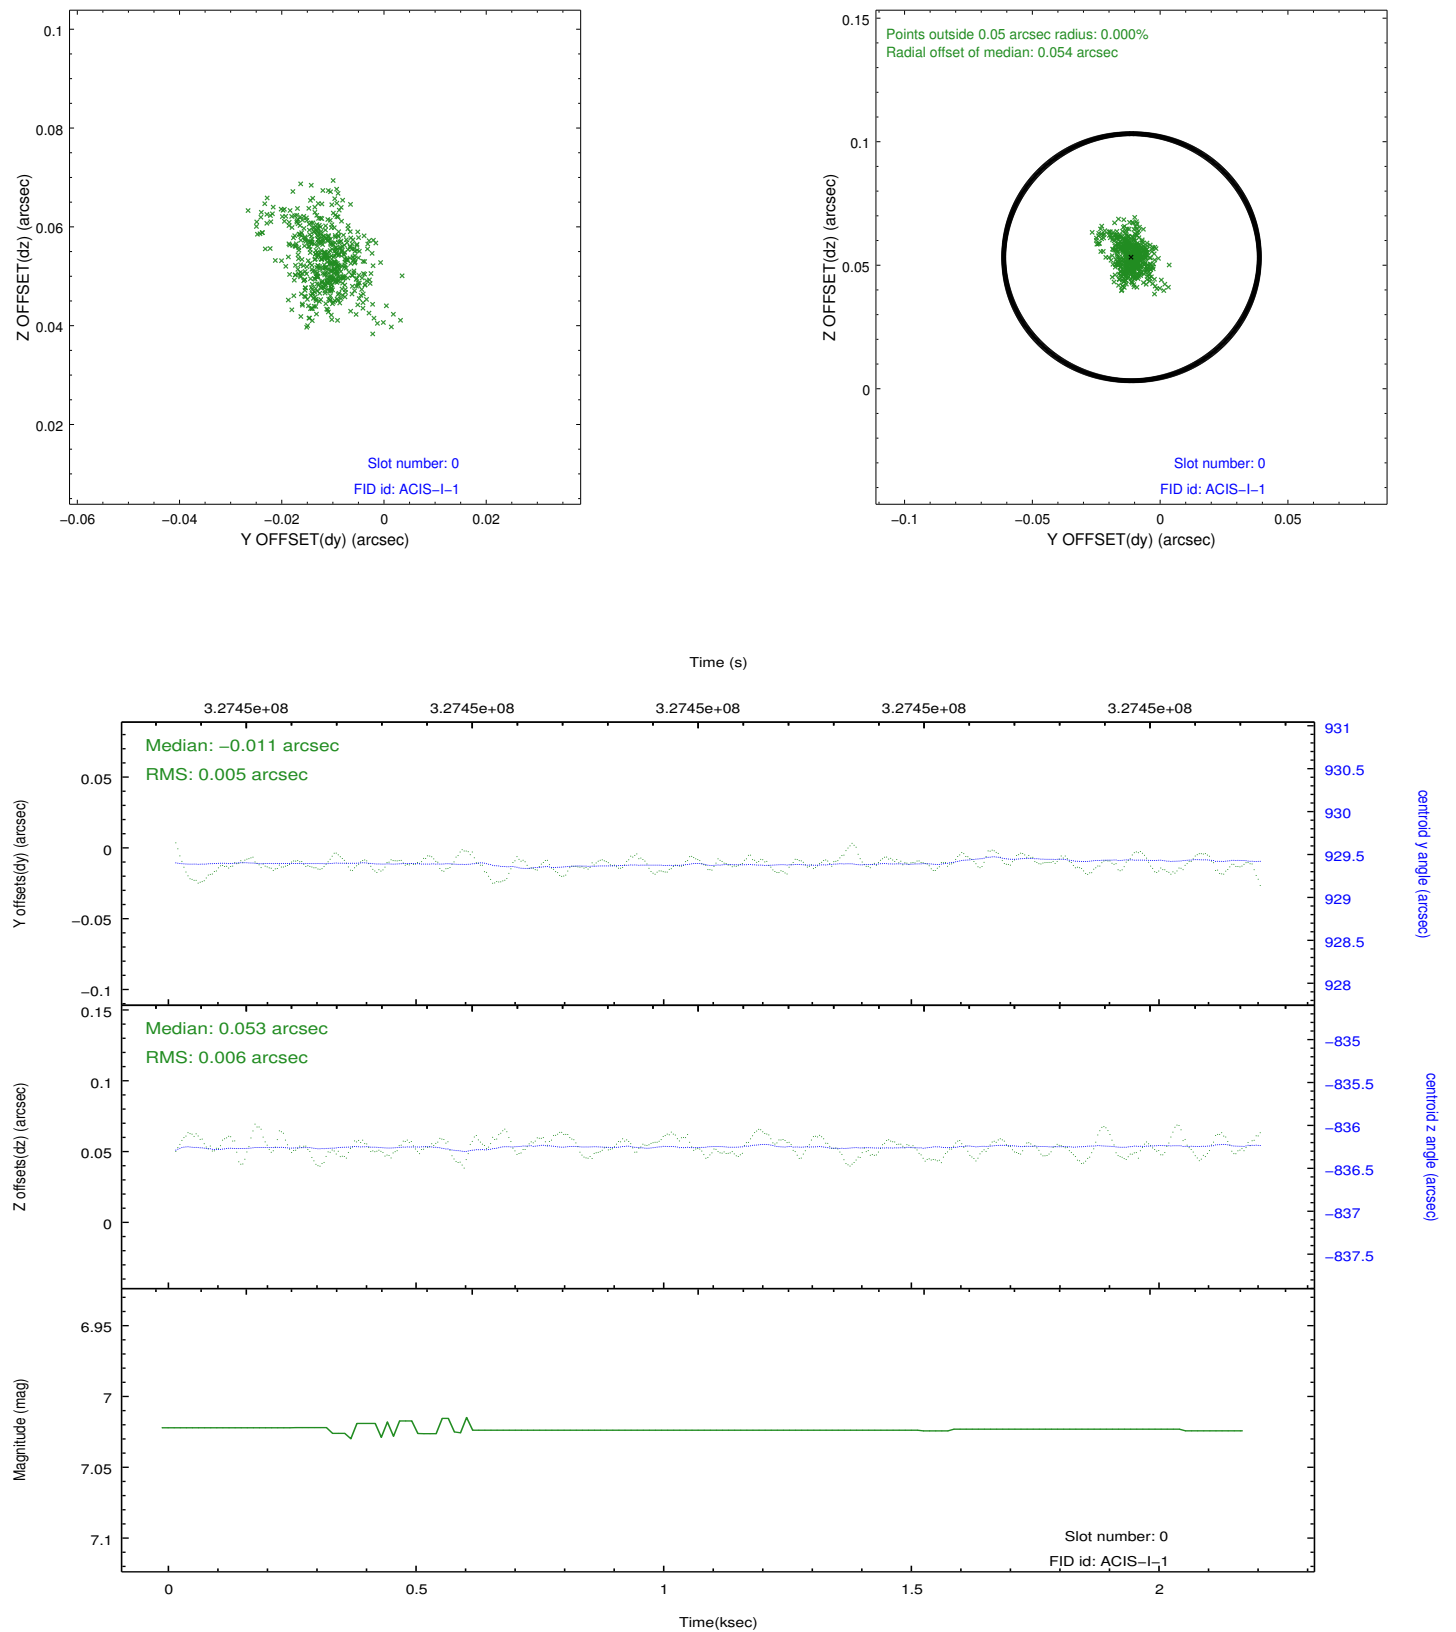 0.1
0.08
0.06
0.04
0.02
Z OFFSET(dz) (arcsec)
Slot number: 0
FID id: ACIS−I−1
−0.06 −0.04 −0.02 0 0.02
Y OFFSET(dy) (arcsec)
0.15
0.1
0.05
0
Z OFFSET(dz) (arcsec)
Points outside 0.05 arcsec radius: 0.000%
Radial offset of median: 0.054 arcsec
Slot number: 0
FID id: ACIS−I−1
−0.1 −0.05 0 0.05
Y OFFSET(dy) (arcsec)
Time (s)
3.2745e+08 3.2745e+08 3.2745e+08 3.2745e+08 3.2745e+08
Median: −0.011 arcsec
RMS: 0.005 arcsec
0.05
0
−0.05
−0.1
Y offsets(dy) (arcsec)
931
930.5
930
929.5
929
928.5
928
centroid y angle (arcsec)
Median: 0.053 arcsec
RMS: 0.006 arcsec
0.15
0.1
0.05
0
Z offsets(dz) (arcsec)
−835
−835.5
−836
−836.5
−837
−837.5
centroid z angle (arcsec)
6.95
7
7.05
7.1
Magnitude (mag)
Slot number: 0
FID id: ACIS−I−1
0 0.5 1 1.5 2
Time(ksec)